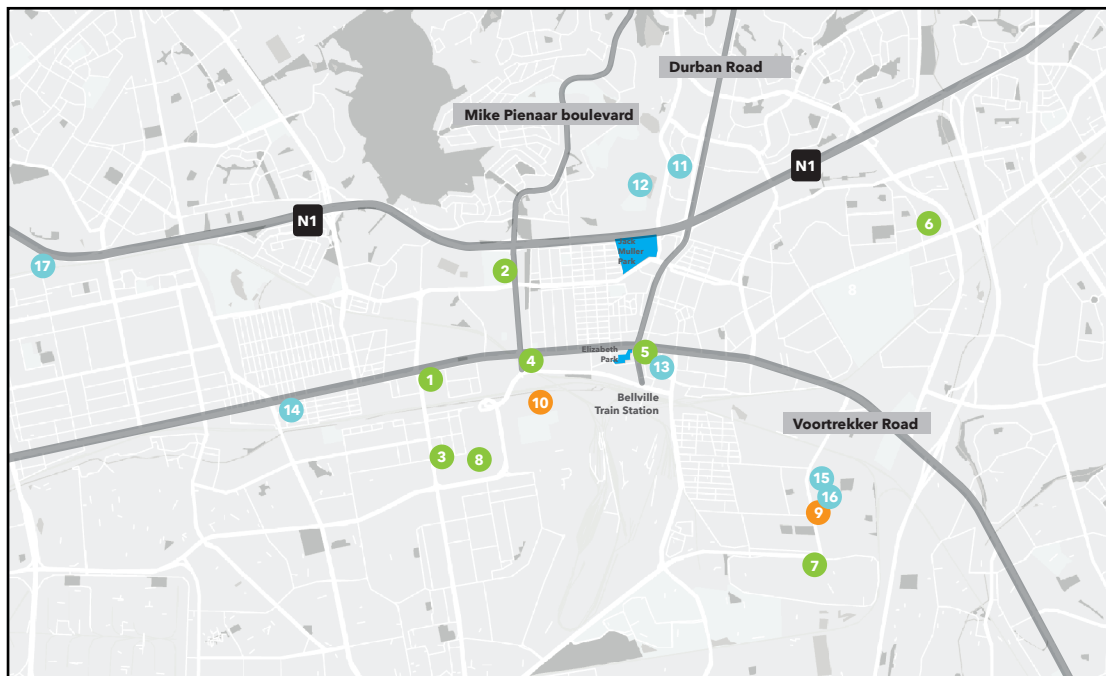 Durban Road
Mike Pienaar boulevard
N1
11
12
N1
6
Jack
Muller
Park
17
2
8
Elizabeth
Park
5
4
13
1
Bellville
Train Station
10
14
Voortrekker Road
3
8
15
16
9
7